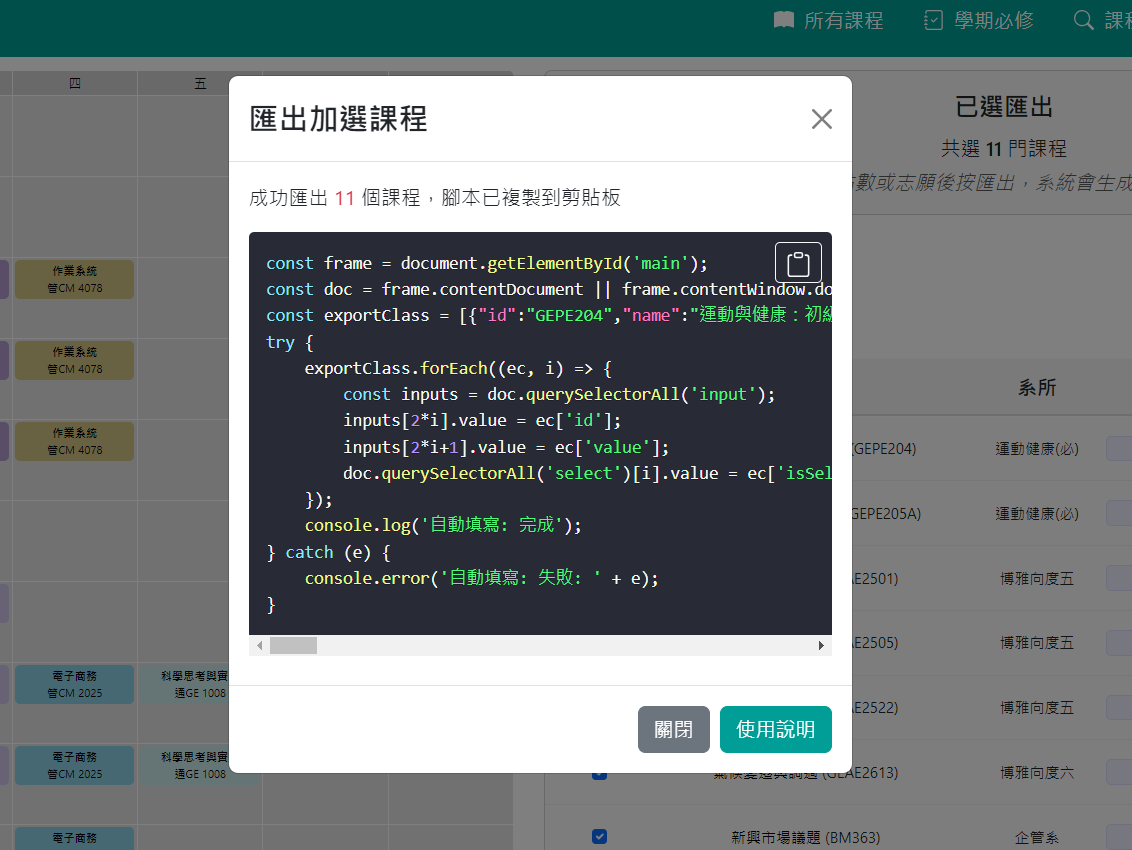 所有課程
學期必修
四
五
匯出加選課程
已選匯出
共選 11 門課程
數或志願後按匯出，系統會生成
成功匯出 11 個課程，腳本已複製到剪貼板
const frame = document.getElementById('main');
const doc = frame.contentDocument || frame.contentWindow.do
const exportClass = [{"id":"GEPE204","name":"運動與健康：初級
try {
exportClass.forEach((ec, i) => {
const inputs = doc.querySelectorAll('input');
inputs[2*i].value = ec['id'];
inputs[2*i+1].value = ec['value'];
doc.querySelectorAll('select')[i].value = ec['isSel
});
console.log('自動填寫: 完成');
} catch (e) {
console.error('自動填寫: 失敗: ' + e);
}
關閉
使用說明
作業系統
管CM 4078
作業系統
管CM 4078
作業系統
管CM 4078
電子商務
管CM 2025
科學思考與實
通GE 1008
電子商務
管CM 2025
科學思考與實
通GE 1008
電子商務
系所
(GEPE204)
運動健康(必)
GEPE205A)
運動健康(必)
E2501)
博雅向度五
E2505)
博雅向度五
E2522)
博雅向度五
氣候變遷與調適 (GEAE2613)
博雅向度六
新興市場議題 (BM363)
企管系